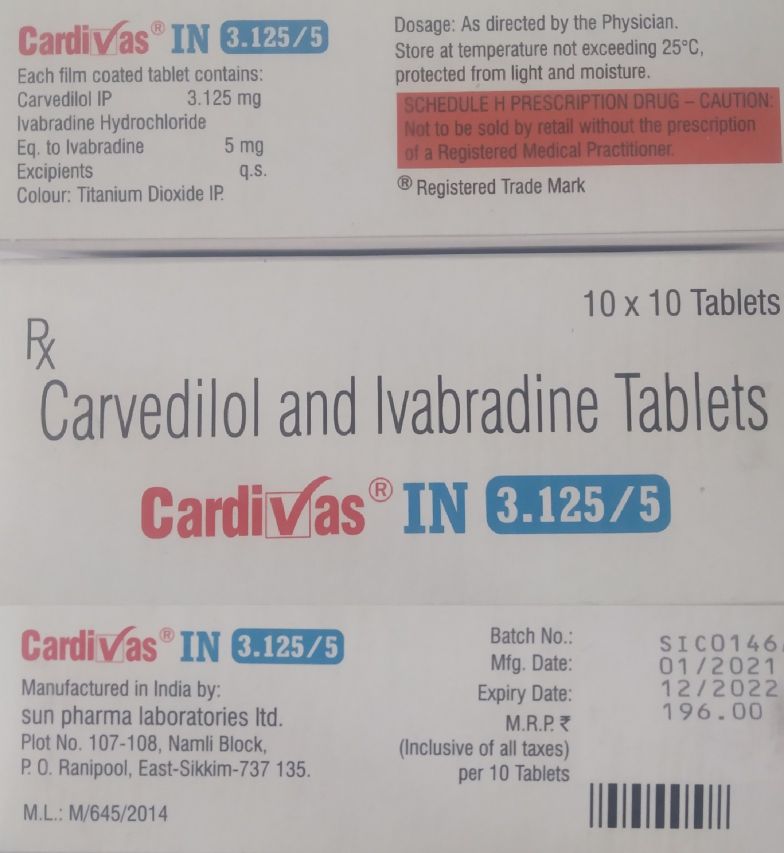 Cardivas® IN 3.125/5
Each film coated tablet contains:
Carvedilol IP 3.125 mg
Ivabradine Hydrochloride
Eq. to Ivabradine 5 mg
Excipients q.s.
Colour: Titanium Dioxide IP.
Dosage: As directed by the Physician.
Store at temperature not exceeding 25°C,
protected from light and moisture.
SCHEDULE H PRESCRIPTION DRUG – CAUTION:
Not to be sold by retail without the prescription
of a Registered Medical Practitioner.
® Registered Trade Mark
10 x 10 Tablets
Rx
Carvedilol and Ivabradine Tablets
Cardivas® IN 3.125/5
Cardivas® IN 3.125/5
Manufactured in India by:
sun pharma laboratories ltd.
Plot No. 107-108, Namli Block,
P. O. Ranipool, East-Sikkim-737 135.
M.L.: M/645/2014
Batch No.: SIC0146
Mfg. Date: 01/2021
Expiry Date: 12/2022
M.R.P. ₹ 196.00
(Inclusive of all taxes)
per 10 Tablets